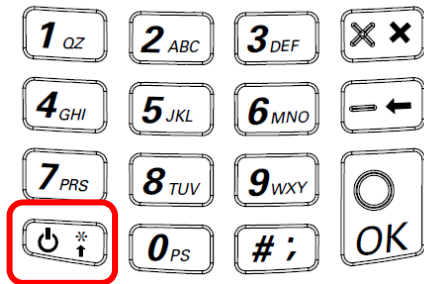 1 QZ 2 ABC 3 DEF
4 GHI 5 JKL 6 MNO
7 PRS 8 TUV 9 WXY
* 0 PS # ; OK